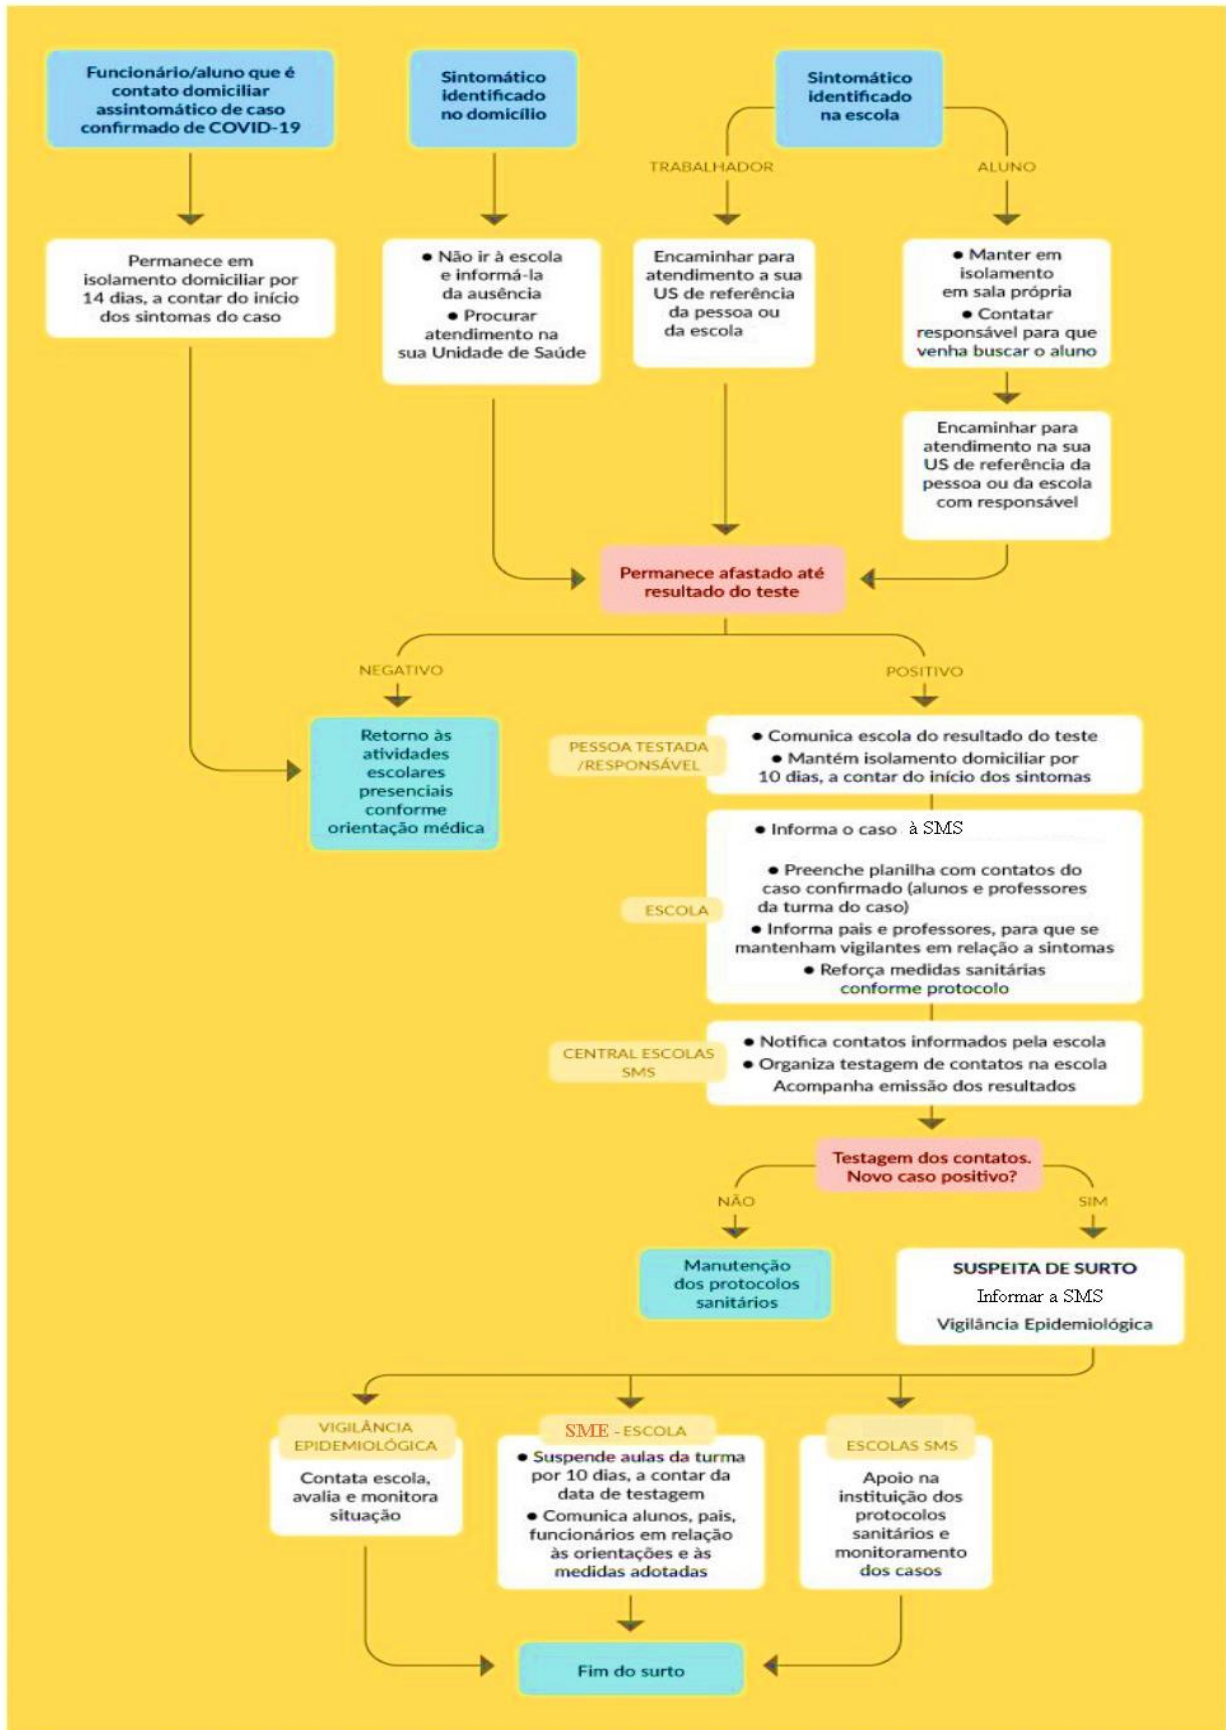 Funcionário/aluno que é
contato domiciliar
assintomático de caso
confirmado de COVID-19
Sintomático
identificado
no domicílio
Sintomático
identificado
na escola
TRABALHADOR
ALUNO
Permanece em
isolamento domiciliar por
14 dias, a contar do início
dos sintomas do caso
● Não ir à escola
e informá-la
da ausência
● Procurar
atendimento na
sua Unidade de Saúde
Encaminhar para
atendimento a sua
US de referência
da pessoa ou
da escola
● Manter em
isolamento
em sala própria
● Contatar
responsável para que
venha buscar o aluno
Encaminhar para
atendimento na sua
US de referência da
pessoa ou da escola
com responsável
Permanece afastado até
resultado do teste
NEGATIVO
POSITIVO
Retorno às
atividades
escolares
presenciais
conforme
orientação médica
PESSOA TESTADA
/RESPONSÁVEL
● Comunica escola do resultado do teste
● Mantém isolamento domiciliar por
10 dias, a contar do início dos sintomas
ESCOLA
● Informa o caso à SMS
● Preenche planilha com contatos do
caso confirmado (alunos e professores
da turma do caso)
● Informa pais e professores, para que se
mantenham vigilantes em relação a sintomas
● Reforça medidas sanitárias
conforme protocolo
CENTRAL ESCOLAS
SMS
● Notifica contatos informados pela escola
● Organiza testagem de contatos na escola
Acompanha emissão dos resultados
Testagem dos contatos.
Novo caso positivo?
NÃO
SIM
Manutenção
dos protocolos
sanitários
SUSPEITA DE SURTO
Informar a SMS
Vigilância Epidemiológica
VIGILÂNCIA
EPIDEMIOLÓGICA
Contata escola,
avalia e monitora
situação
SME - ESCOLA
● Suspende aulas da turma
por 10 dias, a contar da
data de testagem
● Comunica alunos, pais,
funcionários em relação
às orientações e às
medidas adotadas
ESCOLAS SMS
Apoio na
instituição dos
protocolos
sanitários e
monitoramento
dos casos
Fim do surto